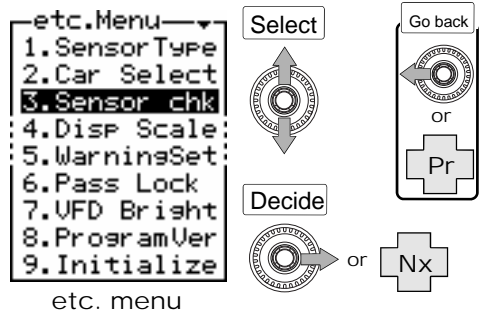 etc.Menu
1.SensorType
2.Car Select
3.Sensor chk
4.Disp Scale
5.WarningSet
6.Pass Lock
7.VFD Bright
8.ProgramVer
9.Initialize
etc. menu
Select
Decide
or
Nx
Go back
or
Pr